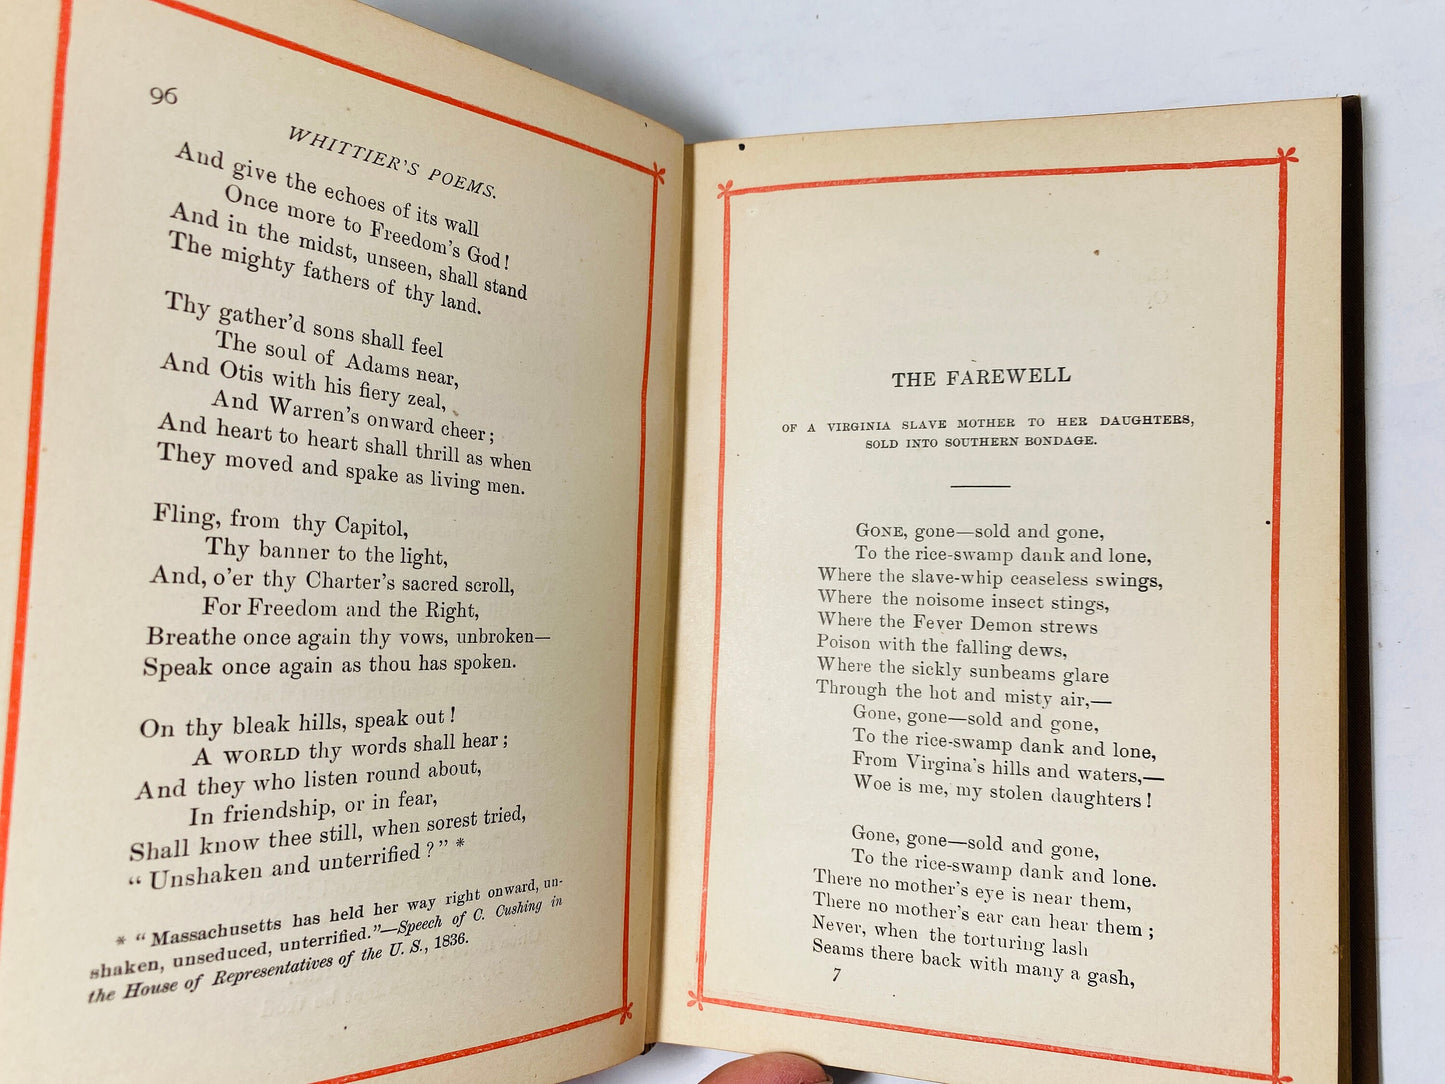 96
WHITTIER'S POEMS.
And give the echoes of its wall
Once more to Freedom's God!
And in the midst, unseen, shall stand
The mighty fathers of thy land.
Thy gather'd sons shall feel
The soul of Adams near,
And Otis with his fiery zeal,
And Warren's onward cheer;
And heart to heart shall thrill as when
They moved and spake as living men.
Fling, from thy Capitol,
Thy banner to the light,
And, o'er thy Charter's sacred scroll,
For Freedom and the Right,
Breathe once again thy vows, unbroken—
Speak once again as thou has spoken.
On thy bleak hills, speak out!
A WORLD thy words shall hear;
And they who listen round about,
In friendship, or in fear,
Shall know thee still, when sorest tried,
"Unshaken and unterrified?" *
* "Massachusetts has held her way right onward, un-
shaken, unseduced, unterrified."—Speech of C. Cushing in
the House of Representatives of the U. S., 1836.
THE FAREWELL
OF A VIRGINIA SLAVE MOTHER TO HER DAUGHTERS,
SOLD INTO SOUTHERN BONDAGE.
GONE, gone—sold and gone,
To the rice-swamp dank and lone,
Where the slave-whip ceaseless swings,
Where the noisome insect stings,
Where the Fever Demon strews
Poison with the falling dews,
Where the sickly sunbeams glare
Through the hot and misty air,—
Gone, gone—sold and gone,
To the rice-swamp dank and lone,
From Virgina's hills and waters,—
Woe is me, my stolen daughters!
Gone, gone—sold and gone,
To the rice-swamp dank and lone.
There no mother's eye is near them,
There no mother's ear can hear them;
Never, when the torturing lash
Seams there back with many a gash,
7